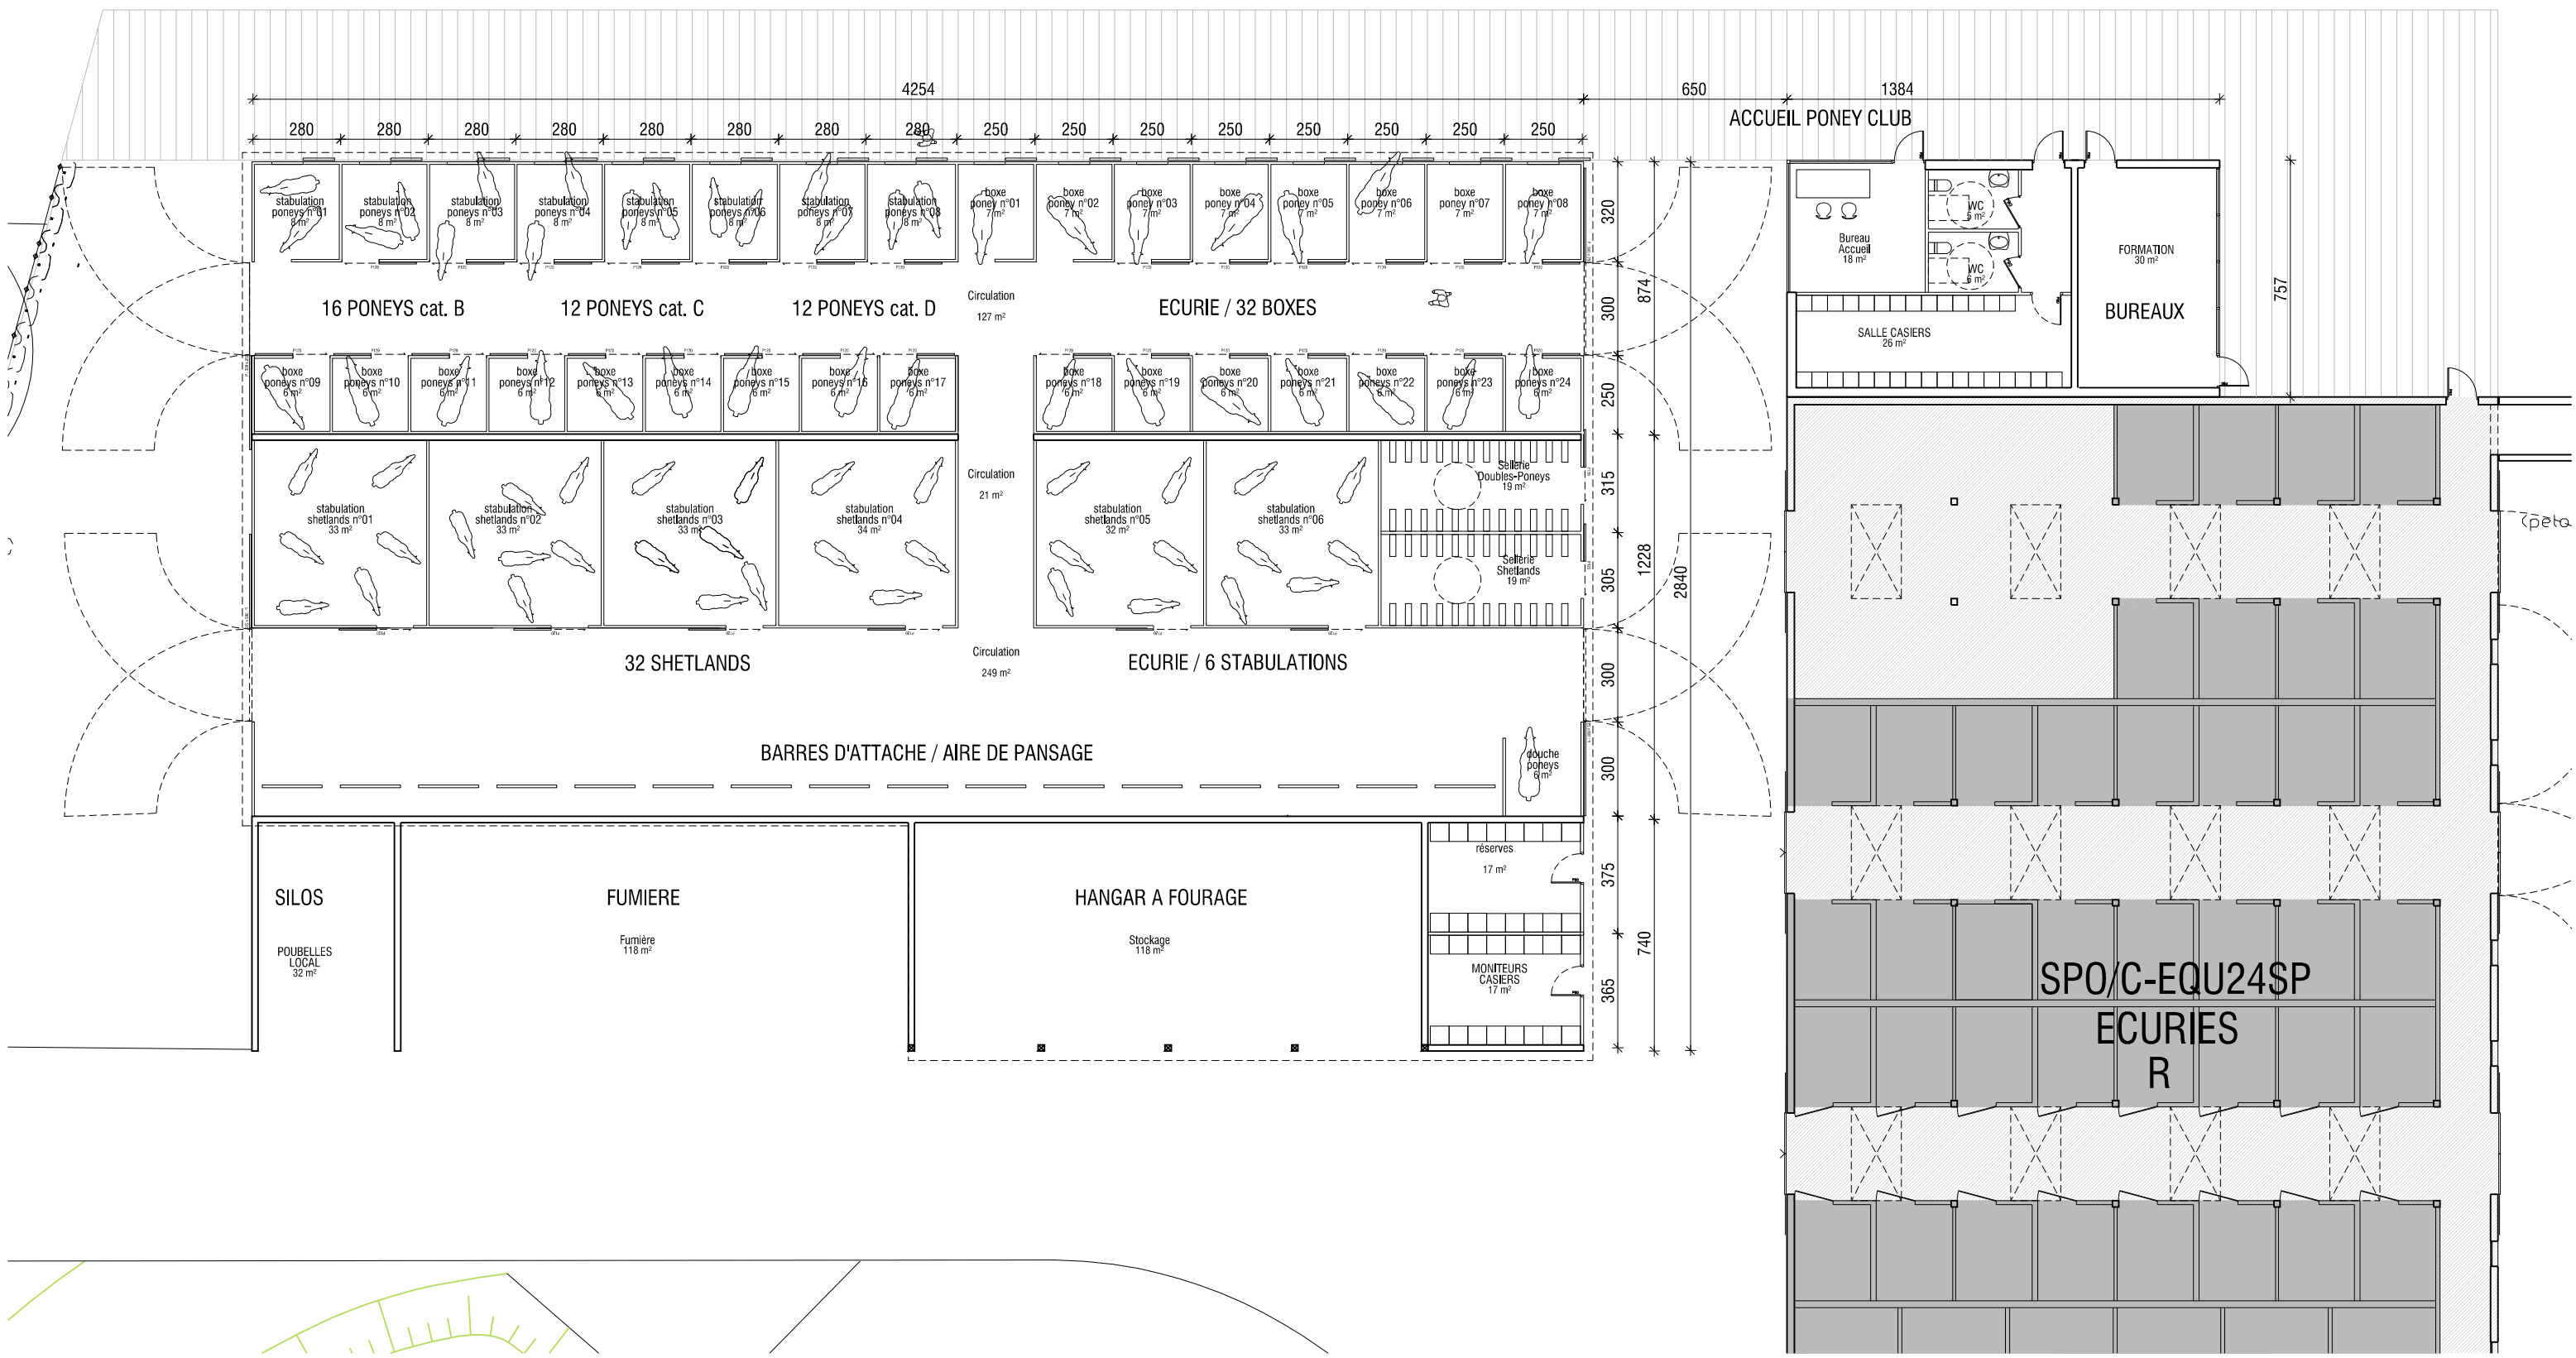 4254
650
1384
ACCUEIL PONEY CLUB
280 280 280 280 280 280 280 280 250 250 250 250 250 250 250 250
stabulation
poneys n°01
8 m²
stabulation
poneys n°02
8 m²
stabulation
poneys n°03
8 m²
stabulation
poneys n°04
8 m²
stabulation
poneys n°05
8 m²
stabulation
poneys n°06
8 m²
stabulation
poneys n°07
8 m²
stabulation
poneys n°08
8 m²
boxe
poney n°01
7 m²
boxe
poney n°02
7 m²
boxe
poney n°03
7 m²
boxe
poney n°04
7 m²
boxe
poney n°05
7 m²
boxe
poney n°06
7 m²
boxe
poney n°07
7 m²
boxe
poney n°08
7 m²
320
300
874
250
315
305
1228
2840
300
300
375
740
365
757
Bureau
Accueil
18 m²
WC
5 m²
WC
6 m²
FORMATION
30 m²
BUREAUX
SALLE CASIERS
26 m²
16 PONEYS cat. B
12 PONEYS cat. C
12 PONEYS cat. D
Circulation
127 m²
ECURIE / 32 BOXES
boxe
poneys n°09
6 m²
boxe
poneys n°10
6 m²
boxe
poneys n°11
6 m²
boxe
poneys n°12
6 m²
boxe
poneys n°13
6 m²
boxe
poneys n°14
6 m²
boxe
poneys n°15
6 m²
boxe
poneys n°16
6 m²
boxe
poneys n°17
6 m²
boxe
poneys n°18
6 m²
boxe
poneys n°19
6 m²
boxe
poneys n°20
6 m²
boxe
poneys n°21
6 m²
boxe
poneys n°22
6 m²
boxe
poneys n°23
6 m²
boxe
poneys n°24
6 m²
stabulation
shetlands n°01
33 m²
stabulation
shetlands n°02
33 m²
stabulation
shetlands n°03
33 m²
stabulation
shetlands n°04
34 m²
Circulation
21 m²
stabulation
shetlands n°05
32 m²
stabulation
shetlands n°06
33 m²
Sellerie
Doubles-Poneys
19 m²
Sellerie
Shetlands
19 m²
32 SHETLANDS
Circulation
249 m²
ECURIE / 6 STABULATIONS
BARRES D'ATTACHE / AIRE DE PANSAGE
douche
poneys
6 m²
SILOS
POUBELLES
LOCAL
32 m²
FUMIERE
Fumière
118 m²
HANGAR A FOURAGE
Stockage
118 m²
réserves
17 m²
MONITEURS
CASIERS
17 m²
SPO/C-EQU24SP
ECURIES
R
(peto